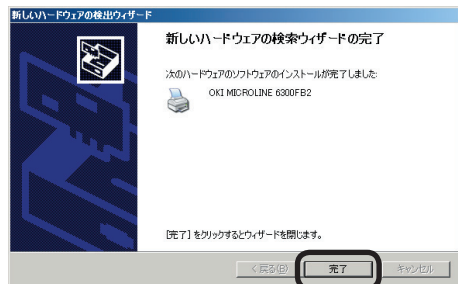 新しいハードウェアの検出ウィザード
新しいハードウェアの検索ウィザードの完了
次のハードウェアのソフトウェアのインストールが完了しました:
OKI MICROLINE 6300FB2
[完了] をクリックするとウィザードを閉じます。
< 戻る(B) 完了 キャンセル